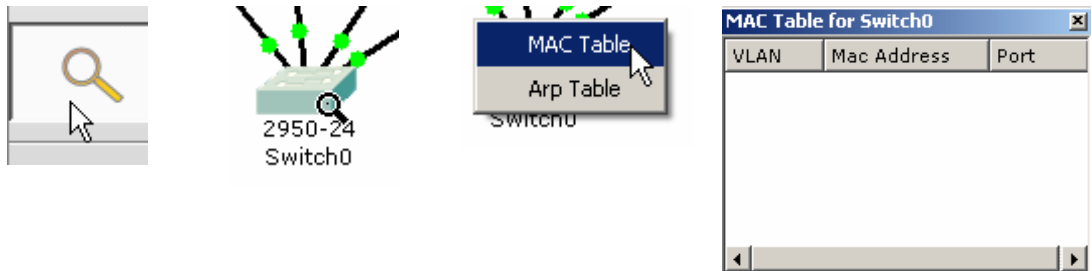 2950-24
Switch0
MAC Table
Arp Table
Switch0
MAC Table for Switch0
VLAN Mac Address Port